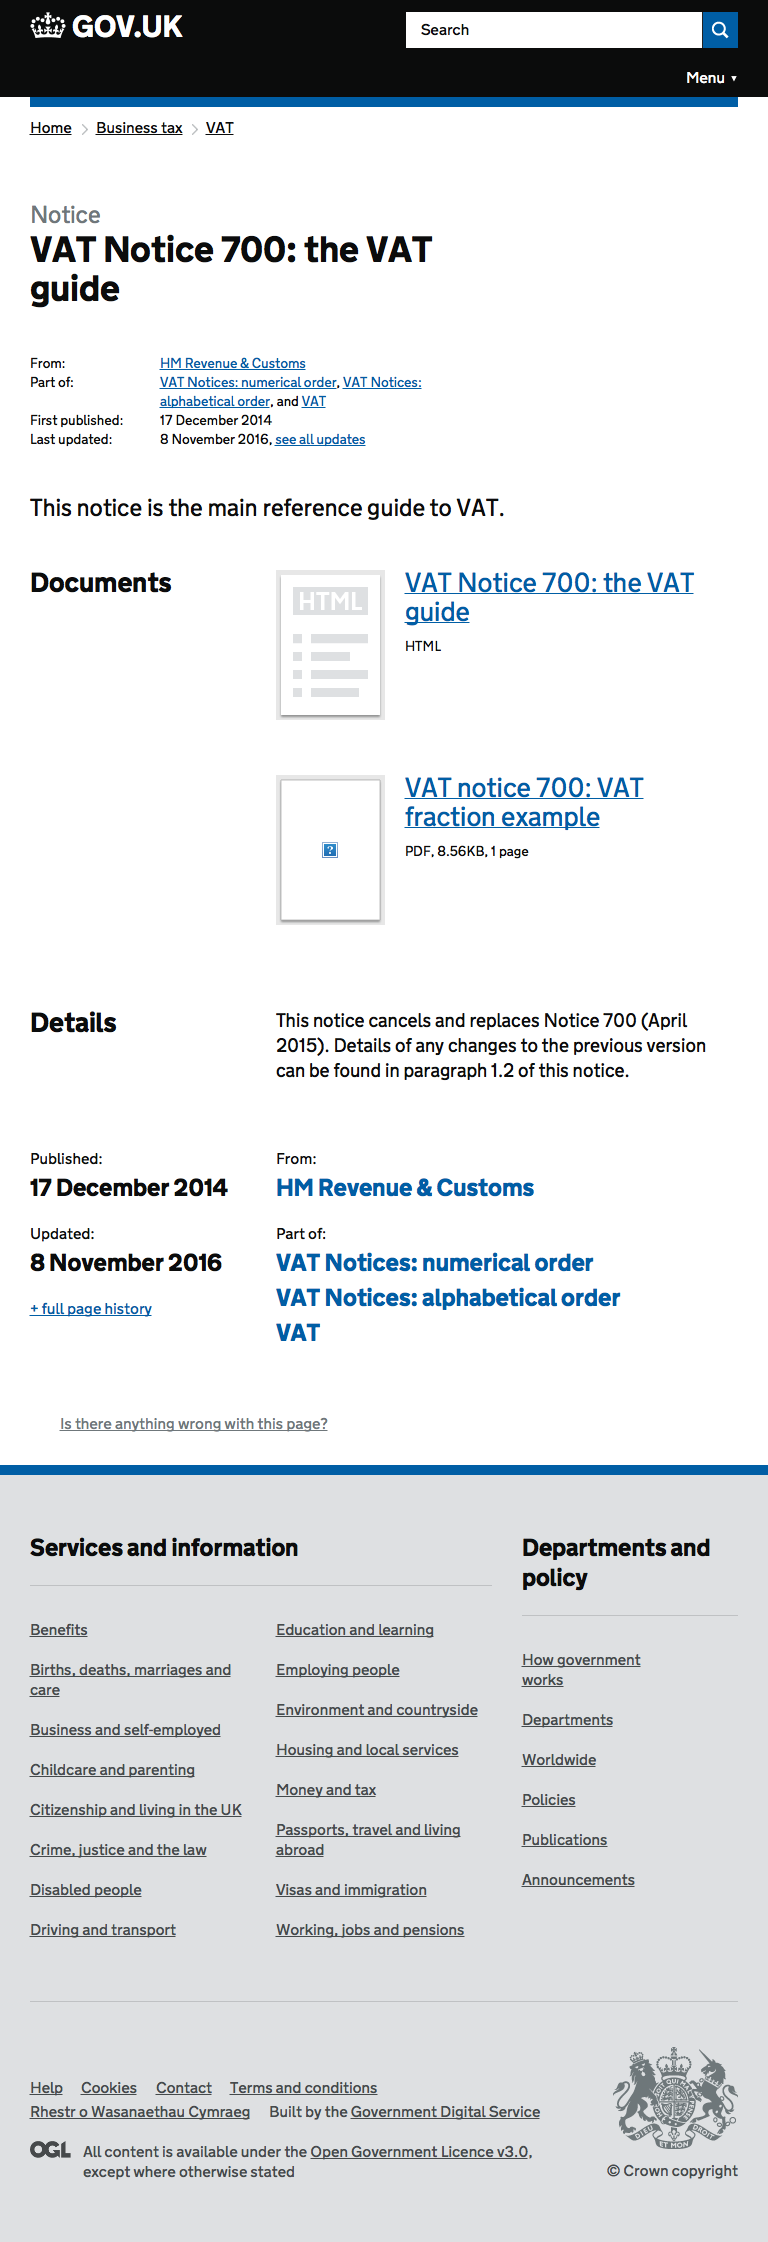 GOV.UK
Search
Menu ▼
Home > Business tax > VAT
Notice
VAT Notice 700: the VAT
guide
From: HM Revenue & Customs
Part of: VAT Notices: numerical order, VAT Notices:
alphabetical order, and VAT
First published: 17 December 2014
Last updated: 8 November 2016, see all updates
This notice is the main reference guide to VAT.
Documents
HTML
VAT Notice 700: the VAT
guide
HTML
?
VAT notice 700: VAT
fraction example
PDF, 8.56KB, 1 page
Details
This notice cancels and replaces Notice 700 (April
2015). Details of any changes to the previous version
can be found in paragraph 1.2 of this notice.
Published:
17 December 2014
Updated:
8 November 2016
+ full page history
From:
HM Revenue & Customs
Part of:
VAT Notices: numerical order
VAT Notices: alphabetical order
VAT
Is there anything wrong with this page?
Services and information
Benefits
Births, deaths, marriages and
care
Business and self-employed
Childcare and parenting
Citizenship and living in the UK
Crime, justice and the law
Disabled people
Driving and transport
Education and learning
Employing people
Environment and countryside
Housing and local services
Money and tax
Passports, travel and living
abroad
Visas and immigration
Working, jobs and pensions
Departments and
policy
How government
works
Departments
Worldwide
Policies
Publications
Announcements
Help Cookies Contact Terms and conditions
Rhestr o Wasanaethau Cymraeg Built by the Government Digital Service
OGL All content is available under the Open Government Licence v3.0,
except where otherwise stated
DIEU ET MON DROIT
© Crown copyright